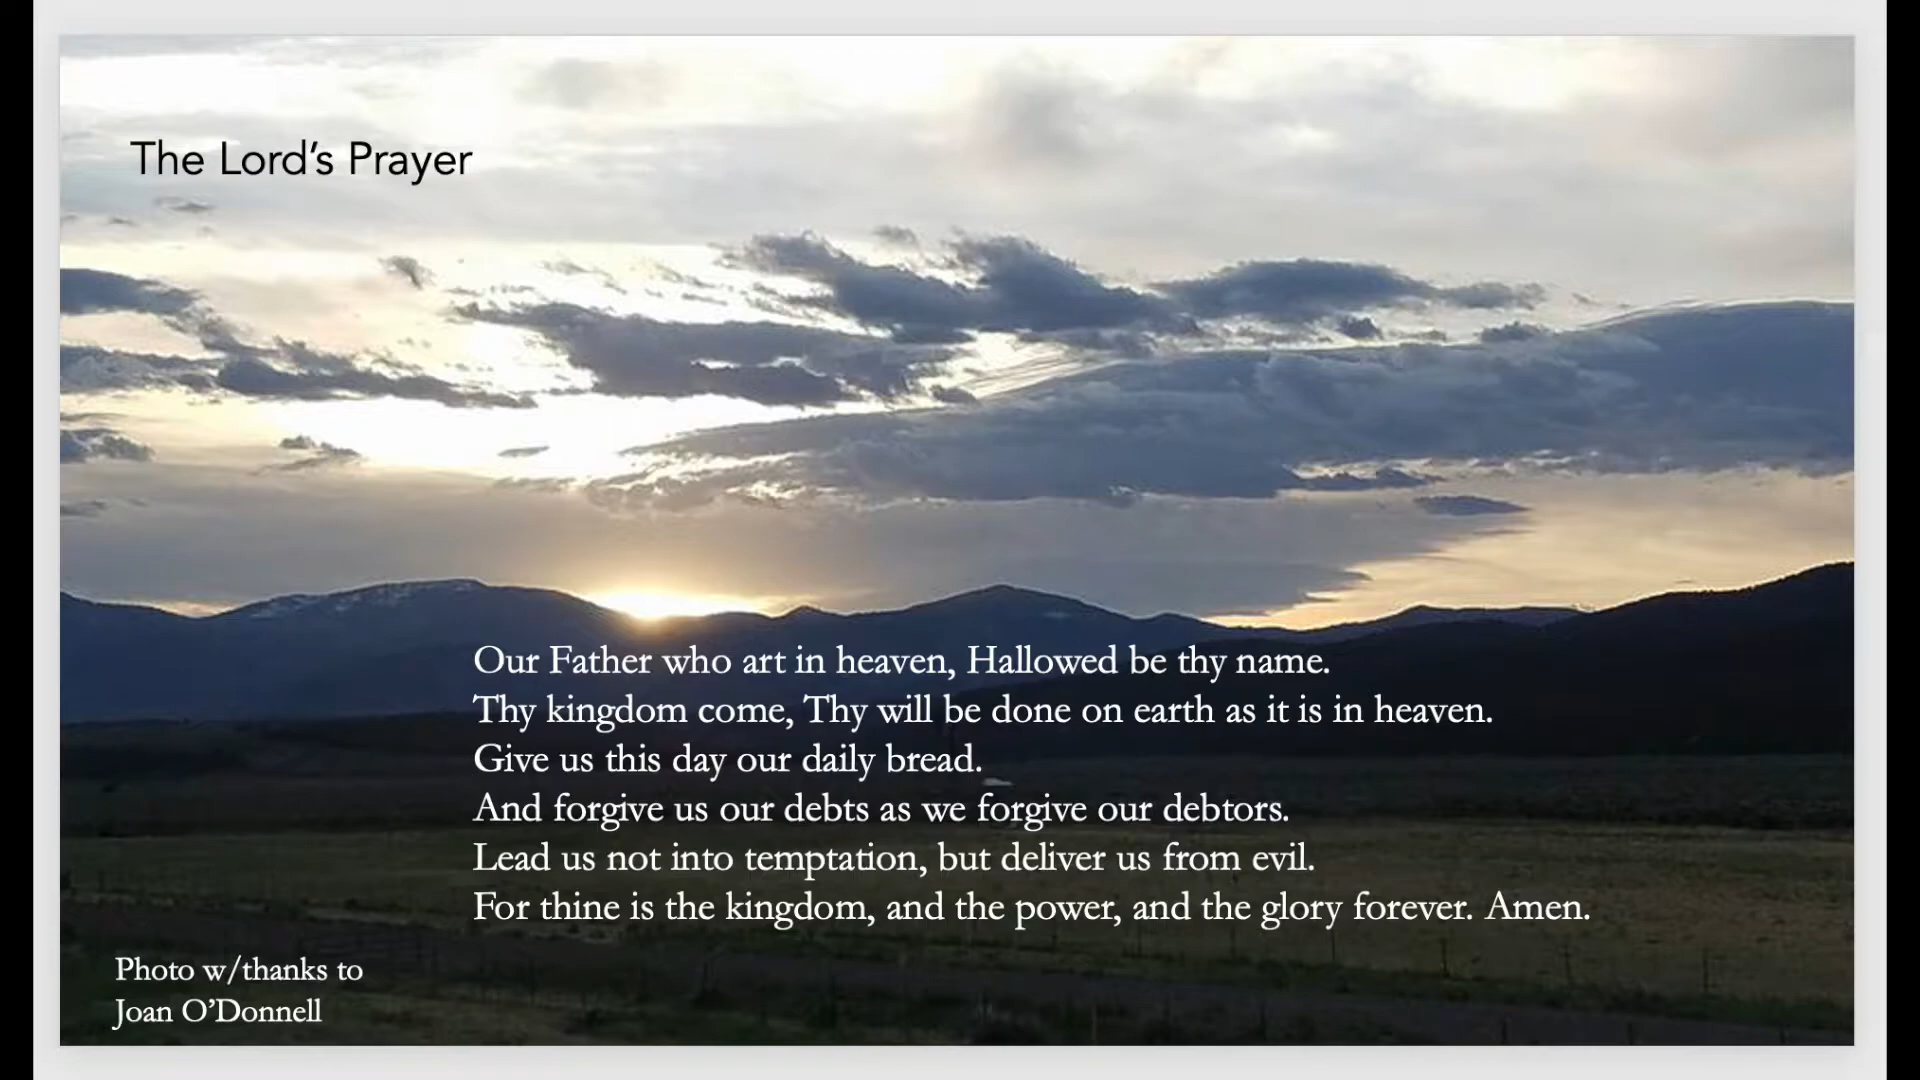 The Lord's Prayer
Our Father who art in heaven, Hallowed be thy name.
Thy kingdom come, Thy will be done on earth as it is in heaven.
Give us this day our daily bread.
And forgive us our debts as we forgive our debtors.
Lead us not into temptation, but deliver us from evil.
For thine is the kingdom, and the power, and the glory forever. Amen.
Photo w/thanks to
Joan O'Donnell